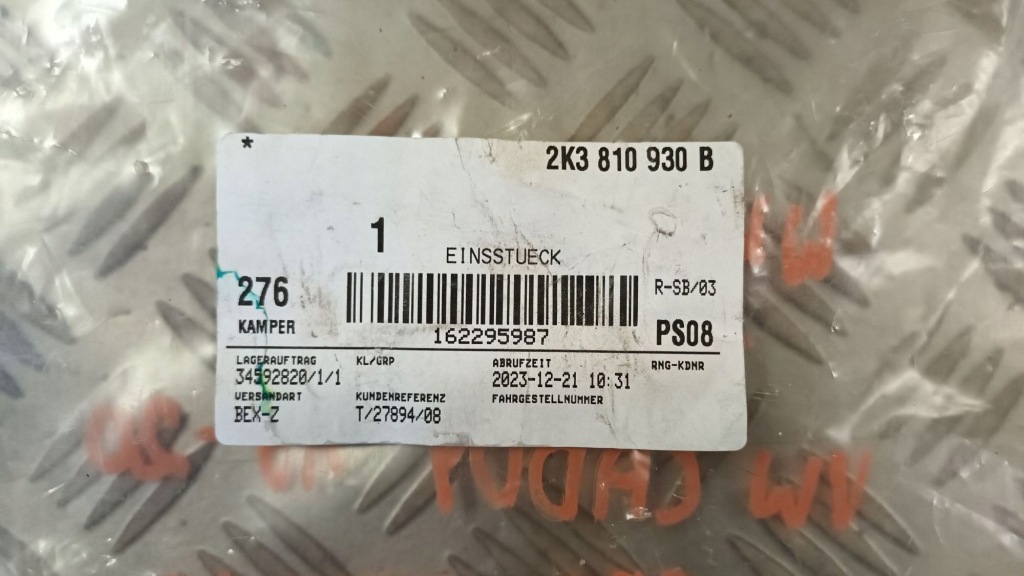 *
2K3 810 930 B
1
EINSSTUECK
276
R-SB/03
KAMPER
162295987
PS08
LAGERAUFTRAG KL/GRP ABRUFZEIT RNG-KDNR
34592820/1/1 2023-12-21 10:31
VERSANDART KUNDENREFERENZ FAHRGESTELLNUMMER
BEX-Z T/27894/08
VW CADDY